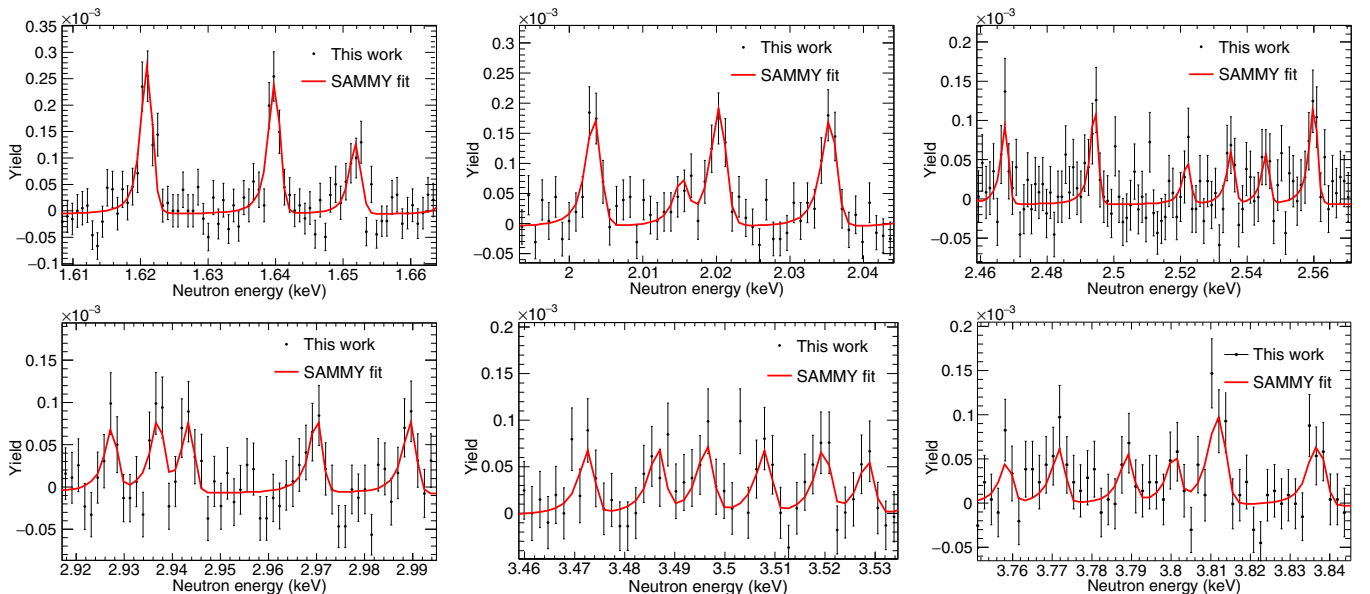 ×10⁻³
0.35
0.3
0.25
0.2
0.15
0.1
0.05
0
−0.05
−0.1
Yield
This work
SAMMY fit
1.61 1.62 1.63 1.64 1.65 1.66
Neutron energy (keV)
×10⁻³
0.3
0.25
0.2
0.15
0.1
0.05
0
−0.05
Yield
This work
SAMMY fit
2 2.01 2.02 2.03 2.04
Neutron energy (keV)
×10⁻³
0.2
0.15
0.1
0.05
0
−0.05
Yield
This work
SAMMY fit
2.46 2.48 2.5 2.52 2.54 2.56
Neutron energy (keV)
×10⁻³
0.15
0.1
0.05
0
−0.05
Yield
This work
SAMMY fit
2.92 2.93 2.94 2.95 2.96 2.97 2.98 2.99
Neutron energy (keV)
×10⁻³
0.2
0.15
0.1
0.05
0
Yield
This work
SAMMY fit
3.46 3.47 3.48 3.49 3.5 3.51 3.52 3.53
Neutron energy (keV)
×10⁻³
0.2
0.15
0.1
0.05
0
−0.05
Yield
This work
SAMMY fit
3.76 3.77 3.78 3.79 3.8 3.81 3.82 3.83 3.84
Neutron energy (keV)